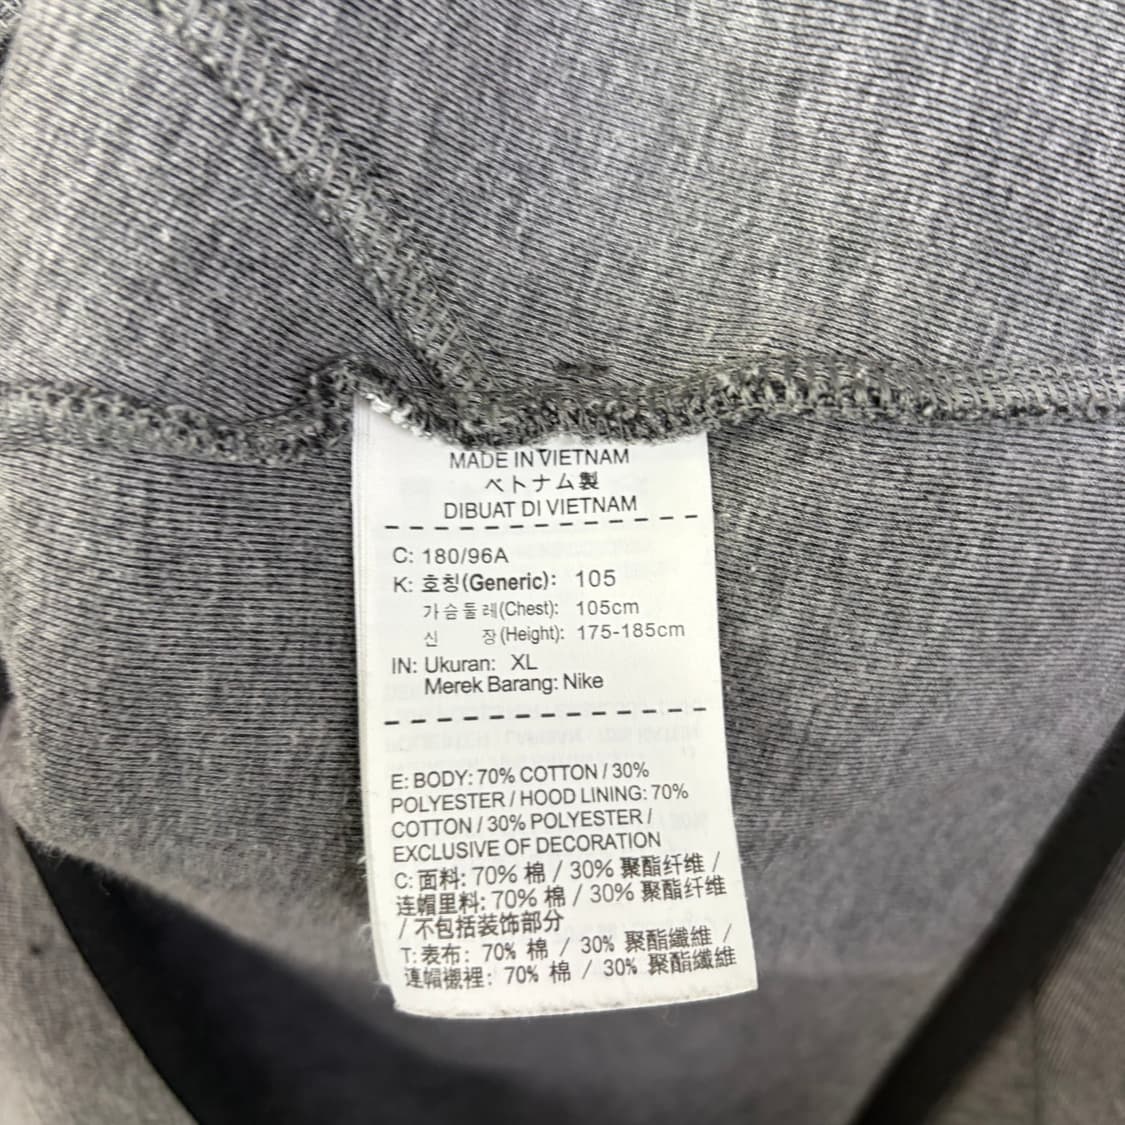 MADE IN VIETNAM
ベトナム製
DIBUAT DI VIETNAM
C: 180/96A
K: 호칭(Generic): 105
가슴둘레(Chest): 105cm
신 장(Height): 175-185cm
IN: Ukuran: XL
Merek Barang: Nike
E: BODY: 70% COTTON / 30%
POLYESTER / HOOD LINING: 70%
COTTON / 30% POLYESTER /
EXCLUSIVE OF DECORATION
C: 面料: 70% 棉 / 30% 聚酯纤维 /
连帽里料: 70% 棉 / 30% 聚酯纤维
/ 不包括装饰部分
T: 表布: 70% 棉 / 30% 聚酯纖維 /
連帽襯裡: 70% 棉 / 30% 聚酯纖維